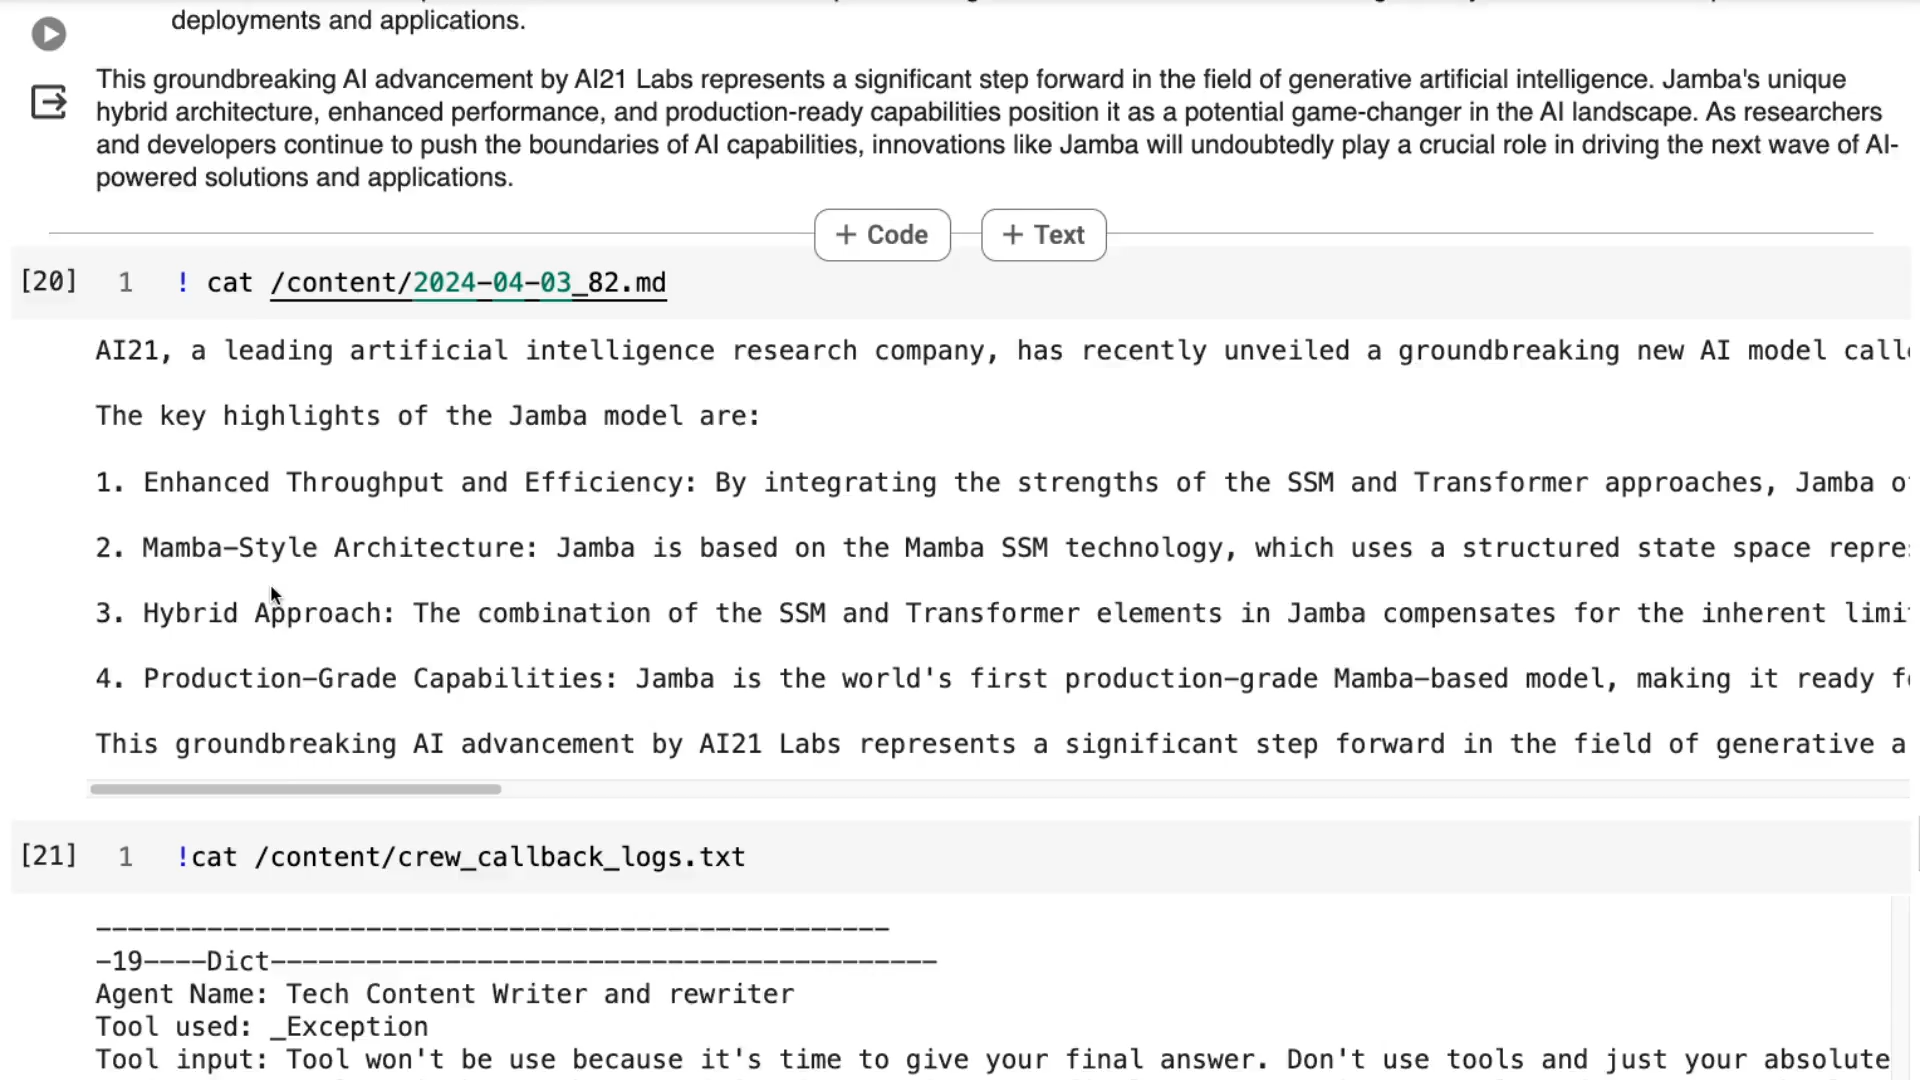 deployments and applications.
This groundbreaking AI advancement by AI21 Labs represents a significant step forward in the field of generative artificial intelligence. Jamba's unique
hybrid architecture, enhanced performance, and production-ready capabilities position it as a potential game-changer in the AI landscape. As researchers
and developers continue to push the boundaries of AI capabilities, innovations like Jamba will undoubtedly play a crucial role in driving the next wave of AI-
powered solutions and applications.
+ Code + Text
[20] 1 ! cat /content/2024-04-03_82.md
AI21, a leading artificial intelligence research company, has recently unveiled a groundbreaking new AI model
The key highlights of the Jamba model are:
1. Enhanced Throughput and Efficiency: By integrating the strengths of the SSM and Transformer approaches, Jamba
2. Mamba-Style Architecture: Jamba is based on the Mamba SSM technology, which uses a structured state space
3. Hybrid Approach: The combination of the SSM and Transformer elements in Jamba compensates for the inherent
4. Production-Grade Capabilities: Jamba is the world's first production-grade Mamba-based model, making it ready
This groundbreaking AI advancement by AI21 Labs represents a significant step forward in the field of generative a
[21] 1 !cat /content/crew_callback_logs.txt
--------------------------------------------------
-19----Dict------------------------------------------
Agent Name: Tech Content Writer and rewriter
Tool used: _Exception
Tool input: Tool won't be use because it's time to give your final answer. Don't use tools and just your absolute